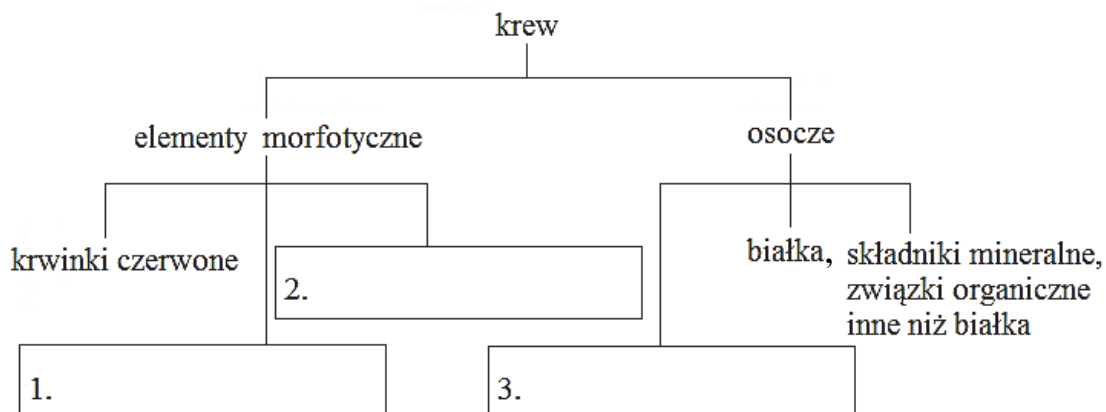 krew
elementy morfotyczne
osocze
krwinki czerwone
2.
białka,
składniki mineralne,
związki organiczne
inne niż białka
1.
3.